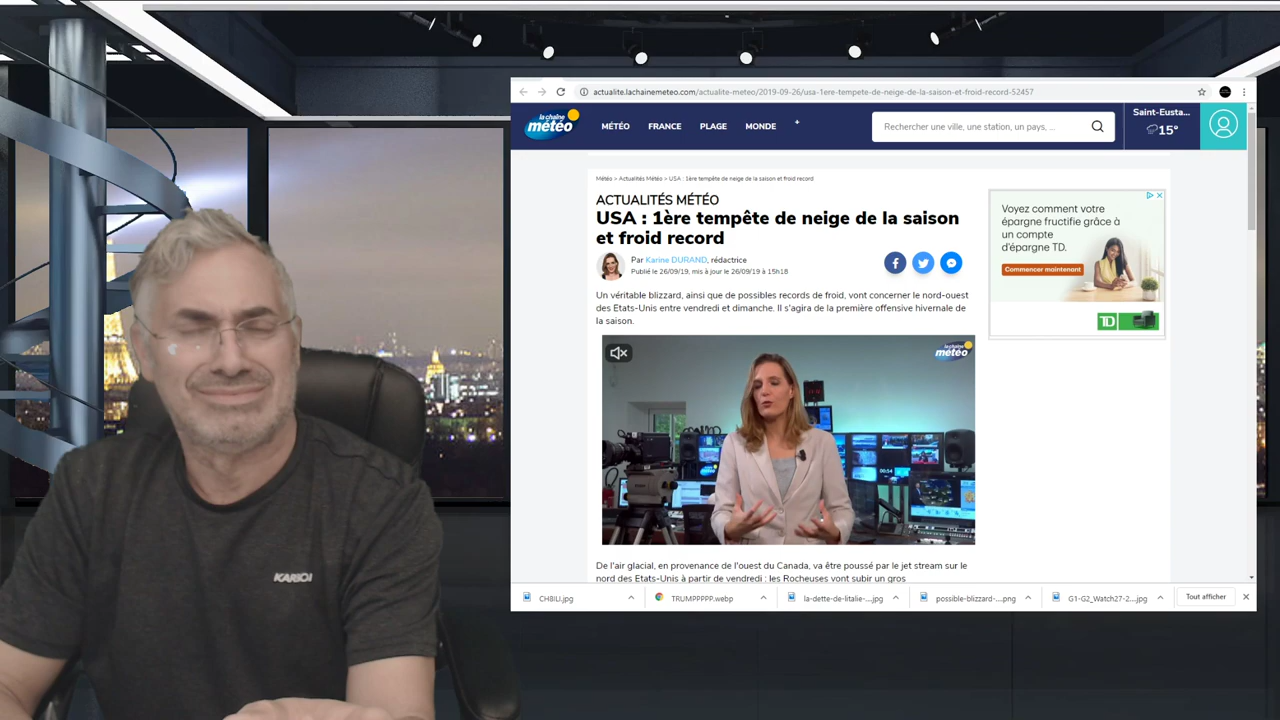 actualite.lachainemeteo.com/actualite-meteo/2019-09-26/usa-1ere-tempete-de-neige-de-la-saison-et-froid-record-52457
la chaîne
météo
MÉTÉO
FRANCE
PLAGE
MONDE
+
Rechercher une ville, une station, un pays, ...
Saint-Eusta...
15°
Météo > Actualités Météo > USA : 1ère tempête de neige de la saison et froid record
ACTUALITÉS MÉTÉO
USA : 1ère tempête de neige de la saison
et froid record
Par Karine DURAND, rédactrice
Publié le 26/09/19, mis à jour le 26/09/19 à 15h18
Un véritable blizzard, ainsi que de possibles records de froid, vont concerner le nord-ouest
des Etats-Unis entre vendredi et dimanche. Il s'agira de la première offensive hivernale de
la saison.
la chaîne
météo
De l'air glacial, en provenance de l'ouest du Canada, va être poussé par le jet stream sur le
nord des Etats-Unis à partir de vendredi : les Rocheuses vont subir un gros
Voyez comment votre
épargne fructifie grâce à
un compte
d'épargne TD.
Commencer maintenant
TD
KARBON
CH8ILI.jpg
TRUMPPPPP.webp
la-dette-de-litalie-....jpg
possible-blizzard-....png
G1-G2_Watch27-2....jpg
Tout afficher